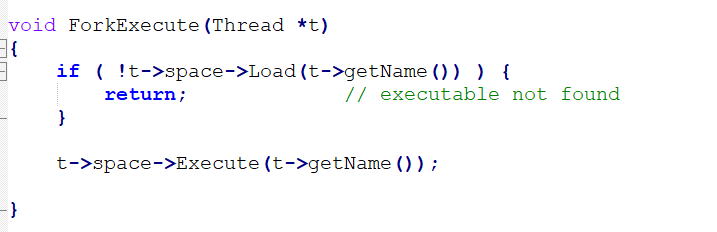 void ForkExecute(Thread *t)
{
    if ( !t->space->Load(t->getName()) ) {
        return;             // executable not found
    }
    t->space->Execute(t->getName());
}